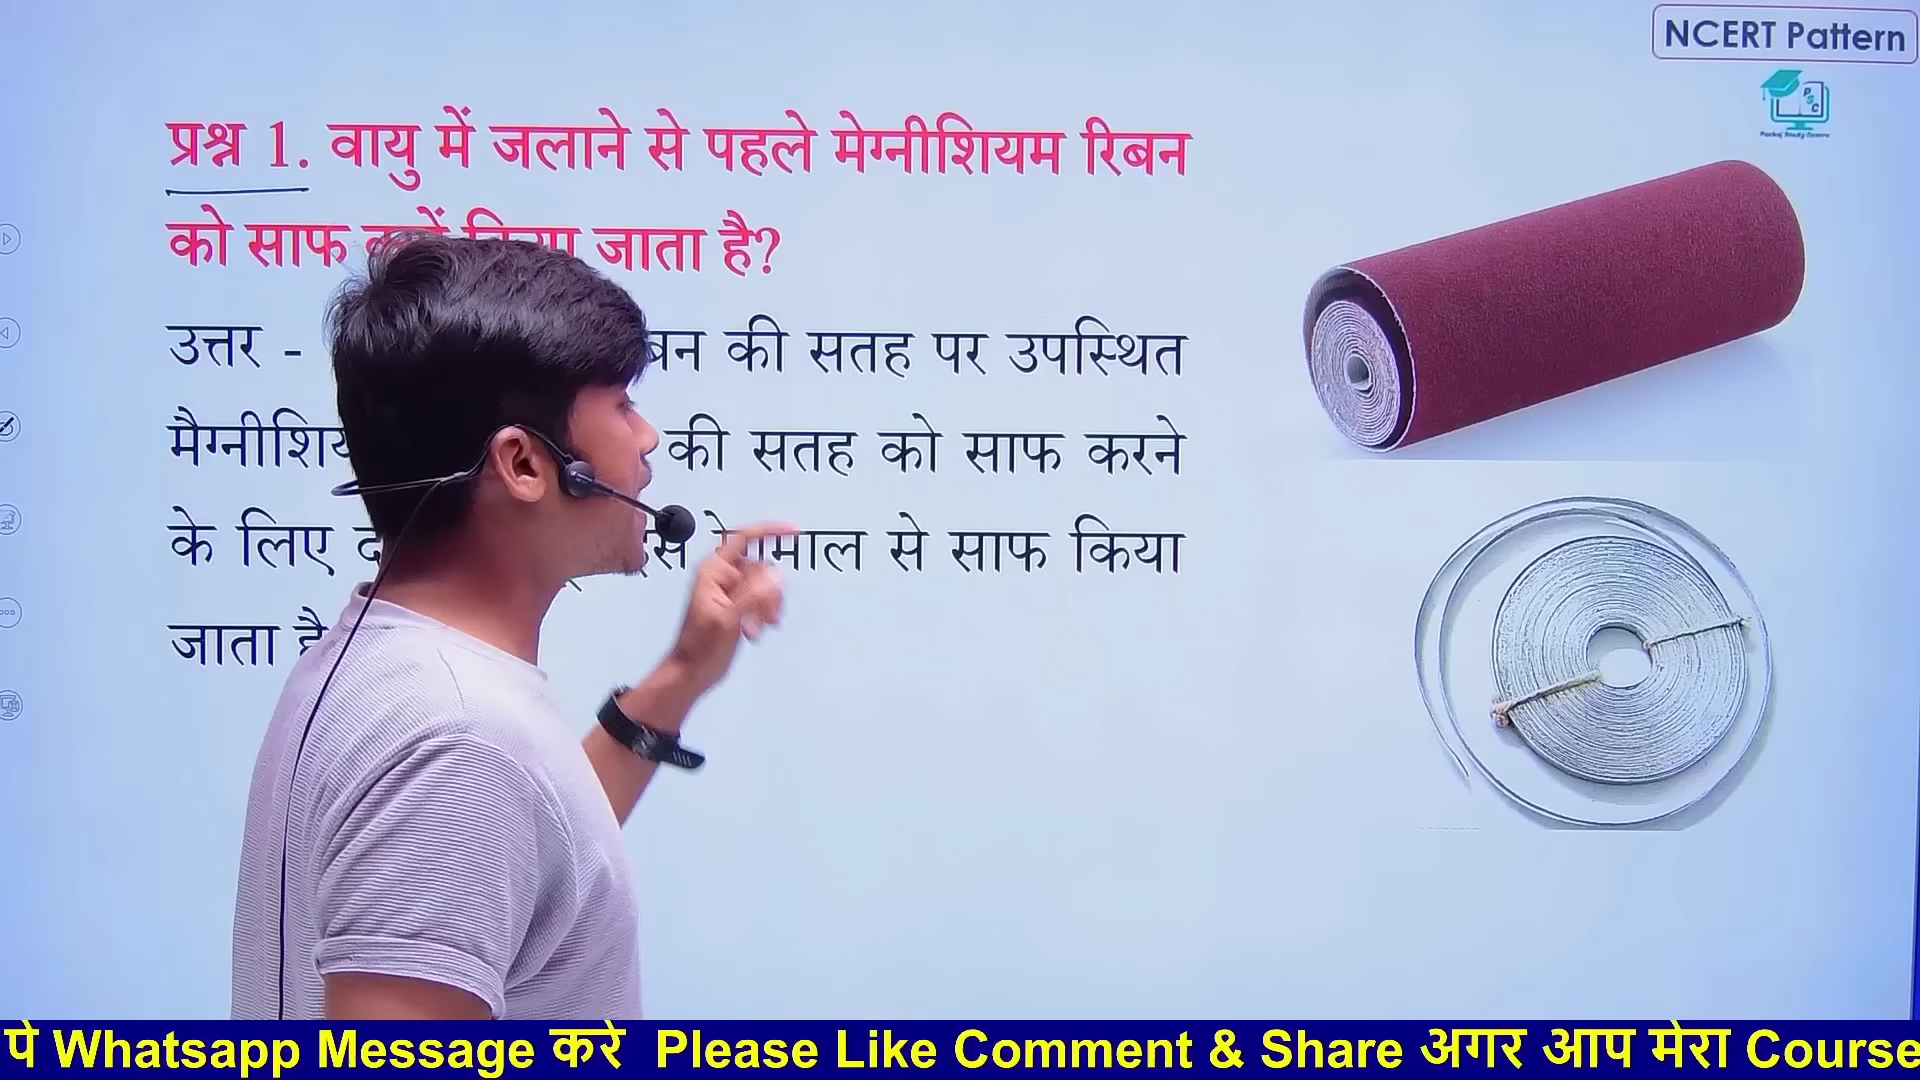 NCERT Pattern
प्रश्न 1. वायु में जलाने से पहले मेग्नीशियम रिबन
को साफ जाता है?
उत्तर - की सतह पर उपस्थित
की सतह को साफ करने
के लिए से साफ किया
जाता
पे Whatsapp Message करे Please Like Comment & Share अगर आप मेरा Course